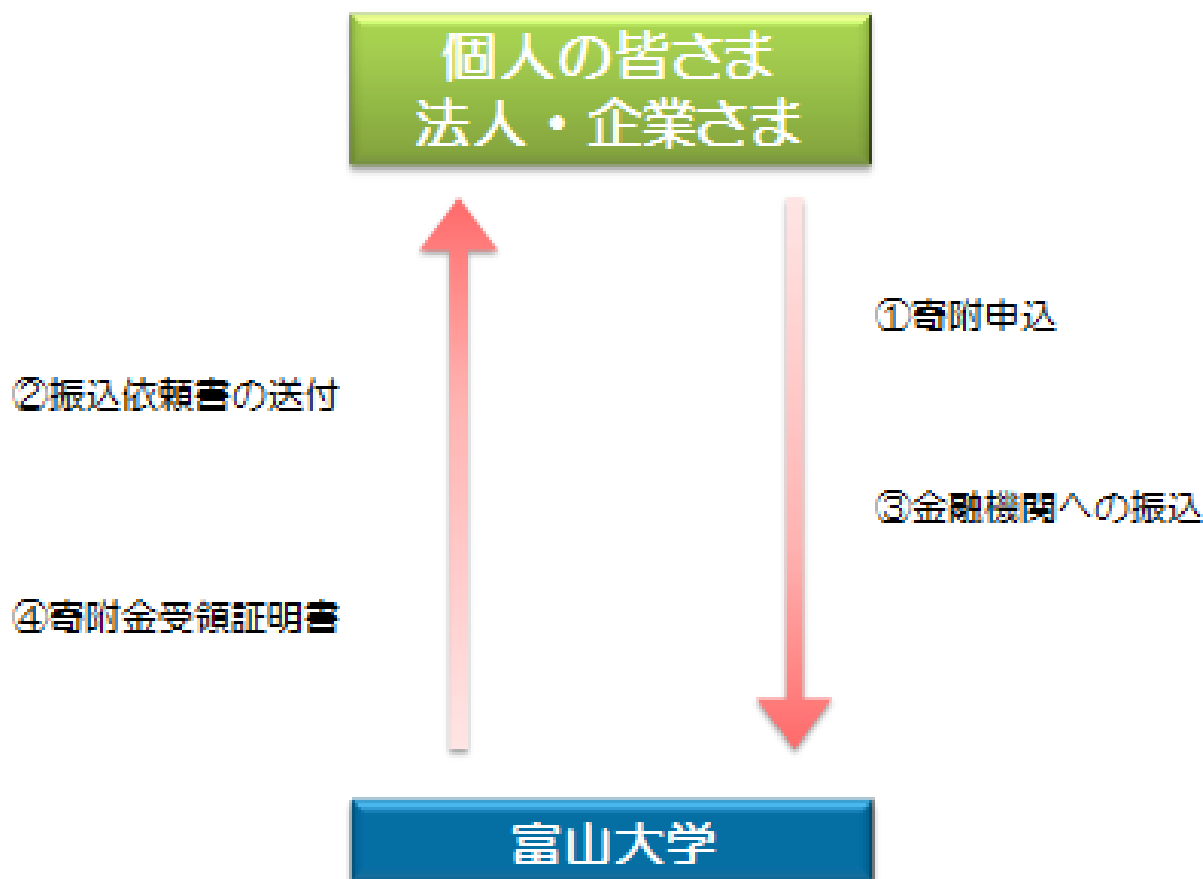 個人の皆さま
法人・企業さま
①寄附申込
②振込依頼書の送付
③金融機関への振込
④寄附金受領証明書
富山大学